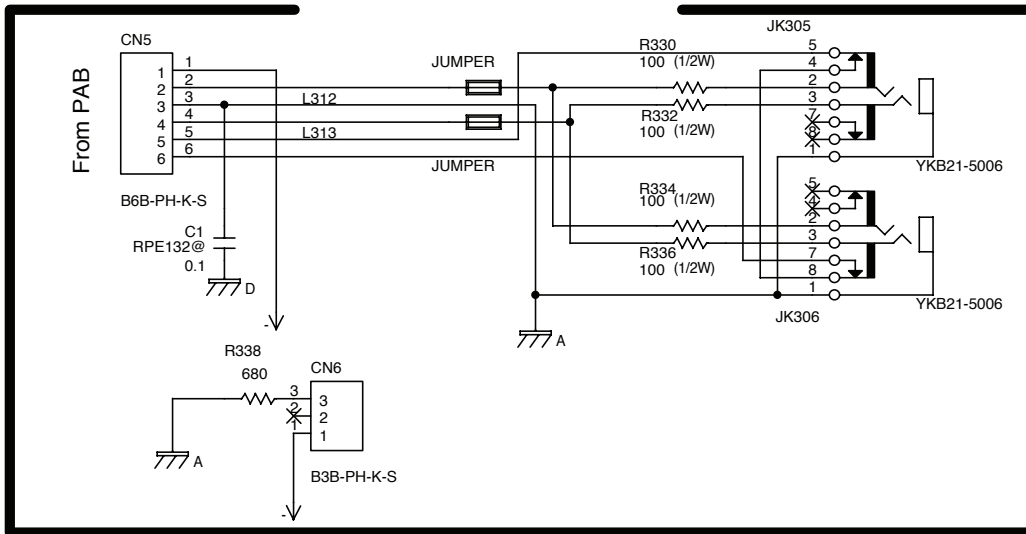 JK305
CN5
R330
100 (1/2W)
JUMPER
From PAB
1
2
3
4
5
6
1
2
3
4
5
6
L312
L313
R332
100 (1/2W)
JUMPER
5
4
2
3
7
8
1
YKB21-5006
B6B-PH-K-S
C1
RPE132@
0.1
D
R334
100 (1/2W)
R336
100 (1/2W)
5
4
2
3
7
8
1
YKB21-5006
JK306
A
-
R338
680
CN6
3
2
1
3
2
1
A
B3B-PH-K-S
-